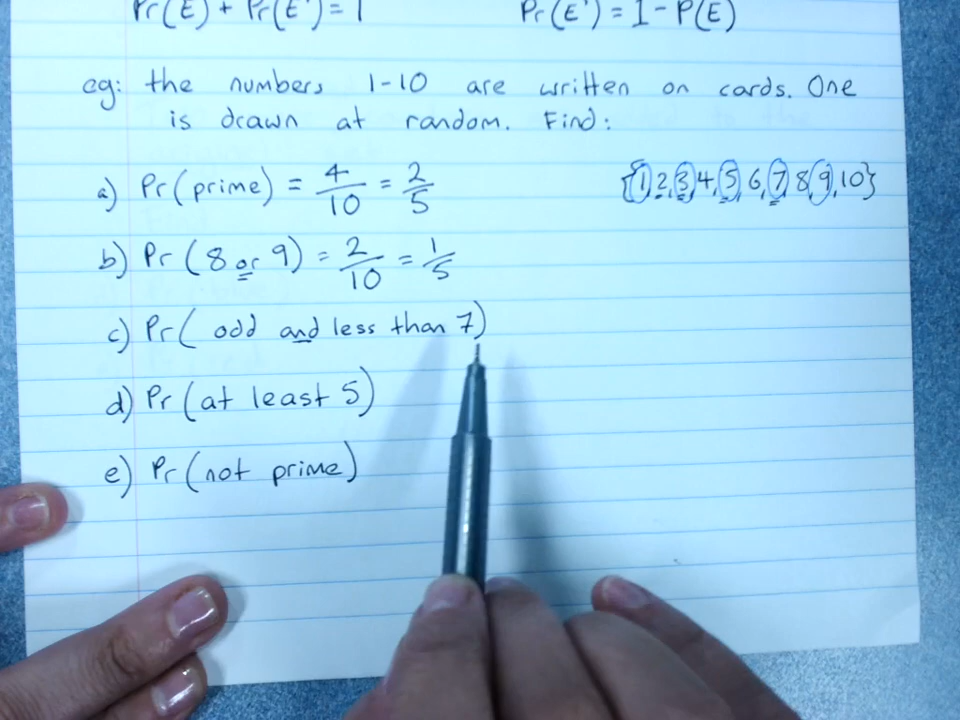 Pr(E) + Pr(E') = 1 Pr(E') = 1 - P(E)
eg: the numbers 1-10 are written on cards. One
is drawn at random. Find:
a) Pr(prime) = 4/10 = 2/5 {1,2,3,4,5,6,7,8,9,10}
b) Pr(8 or 9) = 2/10 = 1/5
c) Pr( odd and less than 7)
d) Pr(at least 5)
e) Pr(not prime)